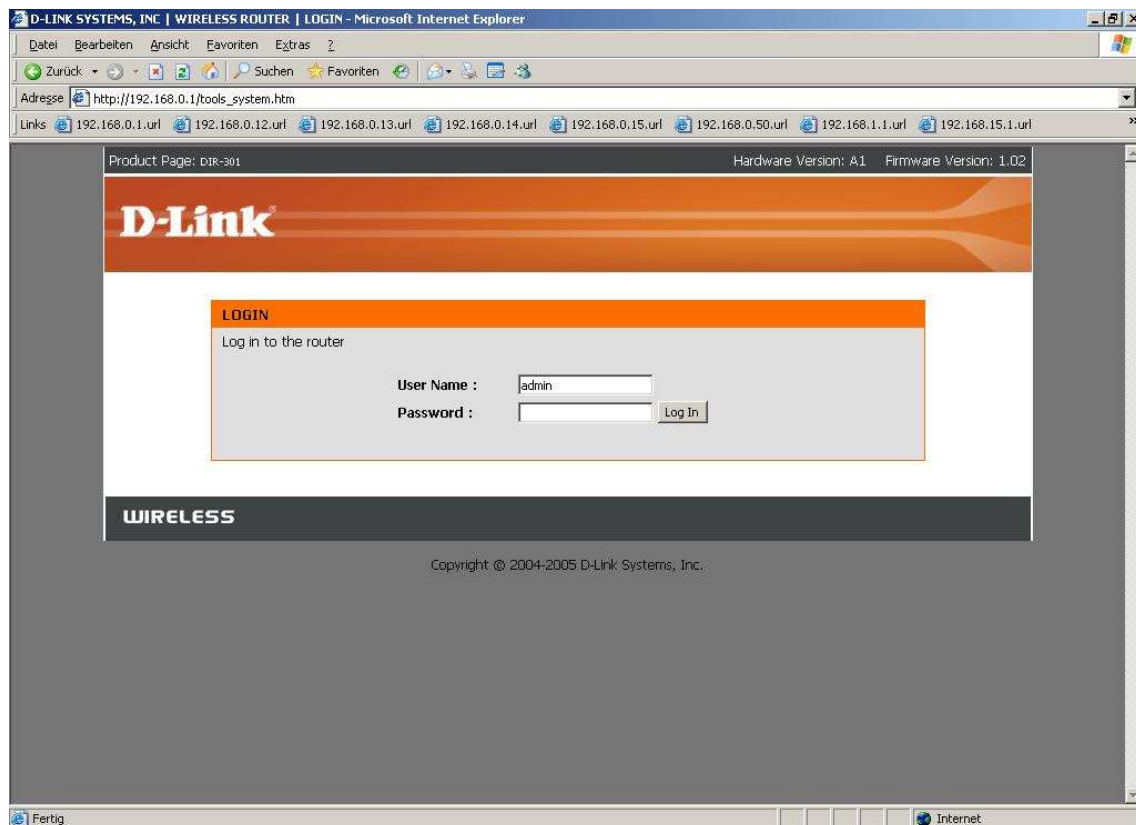 D-LINK SYSTEMS, INC | WIRELESS ROUTER | LOGIN - Microsoft Internet Explorer
Datei Bearbeiten Ansicht Favoriten Extras ?
Zurück Suchen Favoriten
Adresse http://192.168.0.1/tools_system.htm
Links 192.168.0.1.url 192.168.0.12.url 192.168.0.13.url 192.168.0.14.url 192.168.0.15.url 192.168.0.50.url 192.168.1.1.url 192.168.15.1.url »
Product Page: DIR-301 Hardware Version: A1 Firmware Version: 1.02
D-Link®
LOGIN
Log in to the router
User Name : admin
Password : Log In
WIRELESS
Copyright © 2004-2005 D-Link Systems, Inc.
Fertig Internet